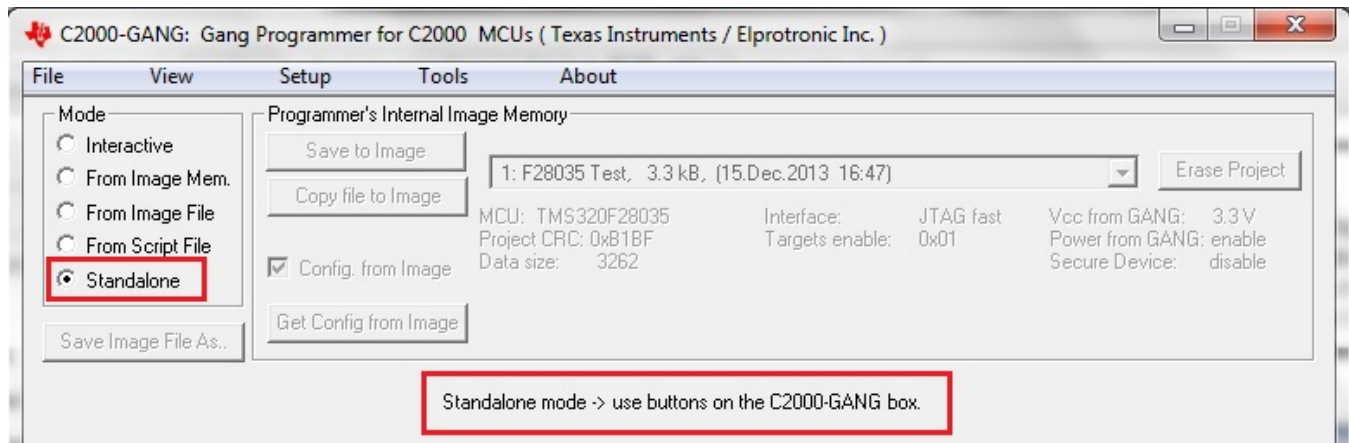 C2000-GANG: Gang Programmer for C2000 MCUs ( Texas Instruments / Elprotronic Inc. )
File View Setup Tools About
Mode
Interactive
From Image Mem.
From Image File
From Script File
Standalone
Save Image File As..
Programmer's Internal Image Memory
Save to Image
Copy file to Image
Config. from Image
Get Config from Image
1: F28035 Test, 3.3 kB, (15.Dec.2013 16:47)
Erase Project
MCU: TMS320F28035 Interface: JTAG fast Vcc from GANG: 3.3 V
Project CRC: 0xB1BF Targets enable: 0x01 Power from GANG: enable
Data size: 3262 Secure Device: disable
Standalone mode -> use buttons on the C2000-GANG box.